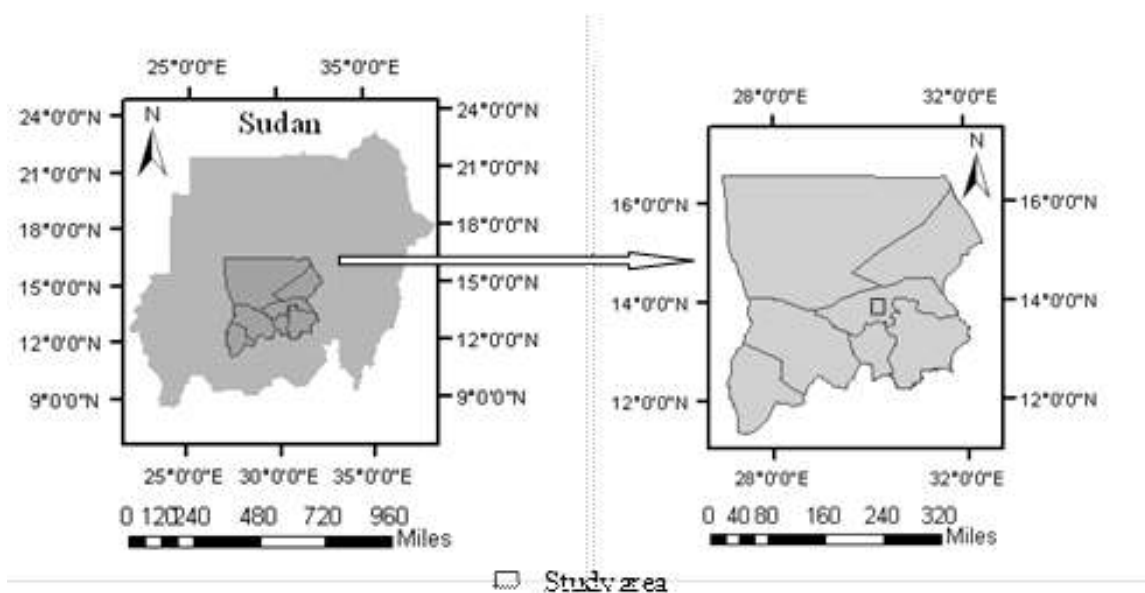 25°0'0"E 35°0'0"E
28°0'0"E 32°0'0"E
24°0'0"N 24°0'0"N
N
Sudan
N
21°0'0"N 21°0'0"N
18°0'0"N 18°0'0"N
16°0'0"N 16°0'0"N
15°0'0"N 15°0'0"N
14°0'0"N 14°0'0"N
12°0'0"N 12°0'0"N
12°0'0"N 12°0'0"N
9°0'0"N 9°0'0"N
25°0'0"E 30°0'0"E 35°0'0"E
28°0'0"E 32°0'0"E
0 120240 480 720 960
Miles
0 40 80 160 240 320
Miles
Study area